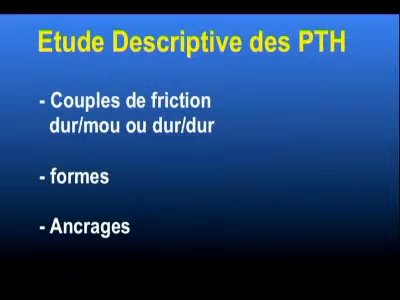 Etude Descriptive des PTH
- Couples de friction
dur/mou ou dur/dur
- formes
- Ancrages